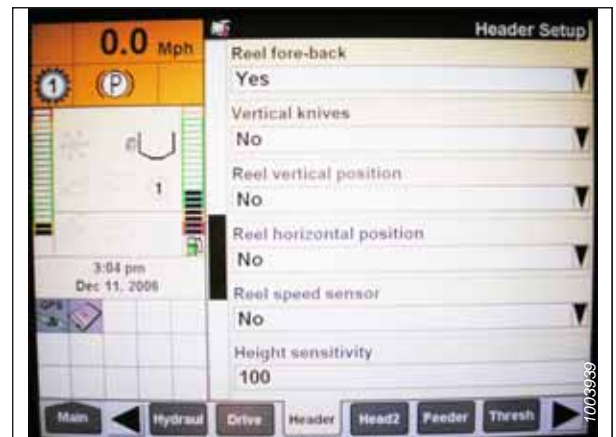 0.0 Mph
Header Setup
1
(P)
Reel fore-back
Yes
Vertical knives
No
1
Reel vertical position
No
Reel horizontal position
No
3:04 pm
Dec 11, 2006
Reel speed sensor
No
GPS
Height sensitivity
100
Main
Hydraul
Drive
Header
Head2
Feeder
Thresh
1003939